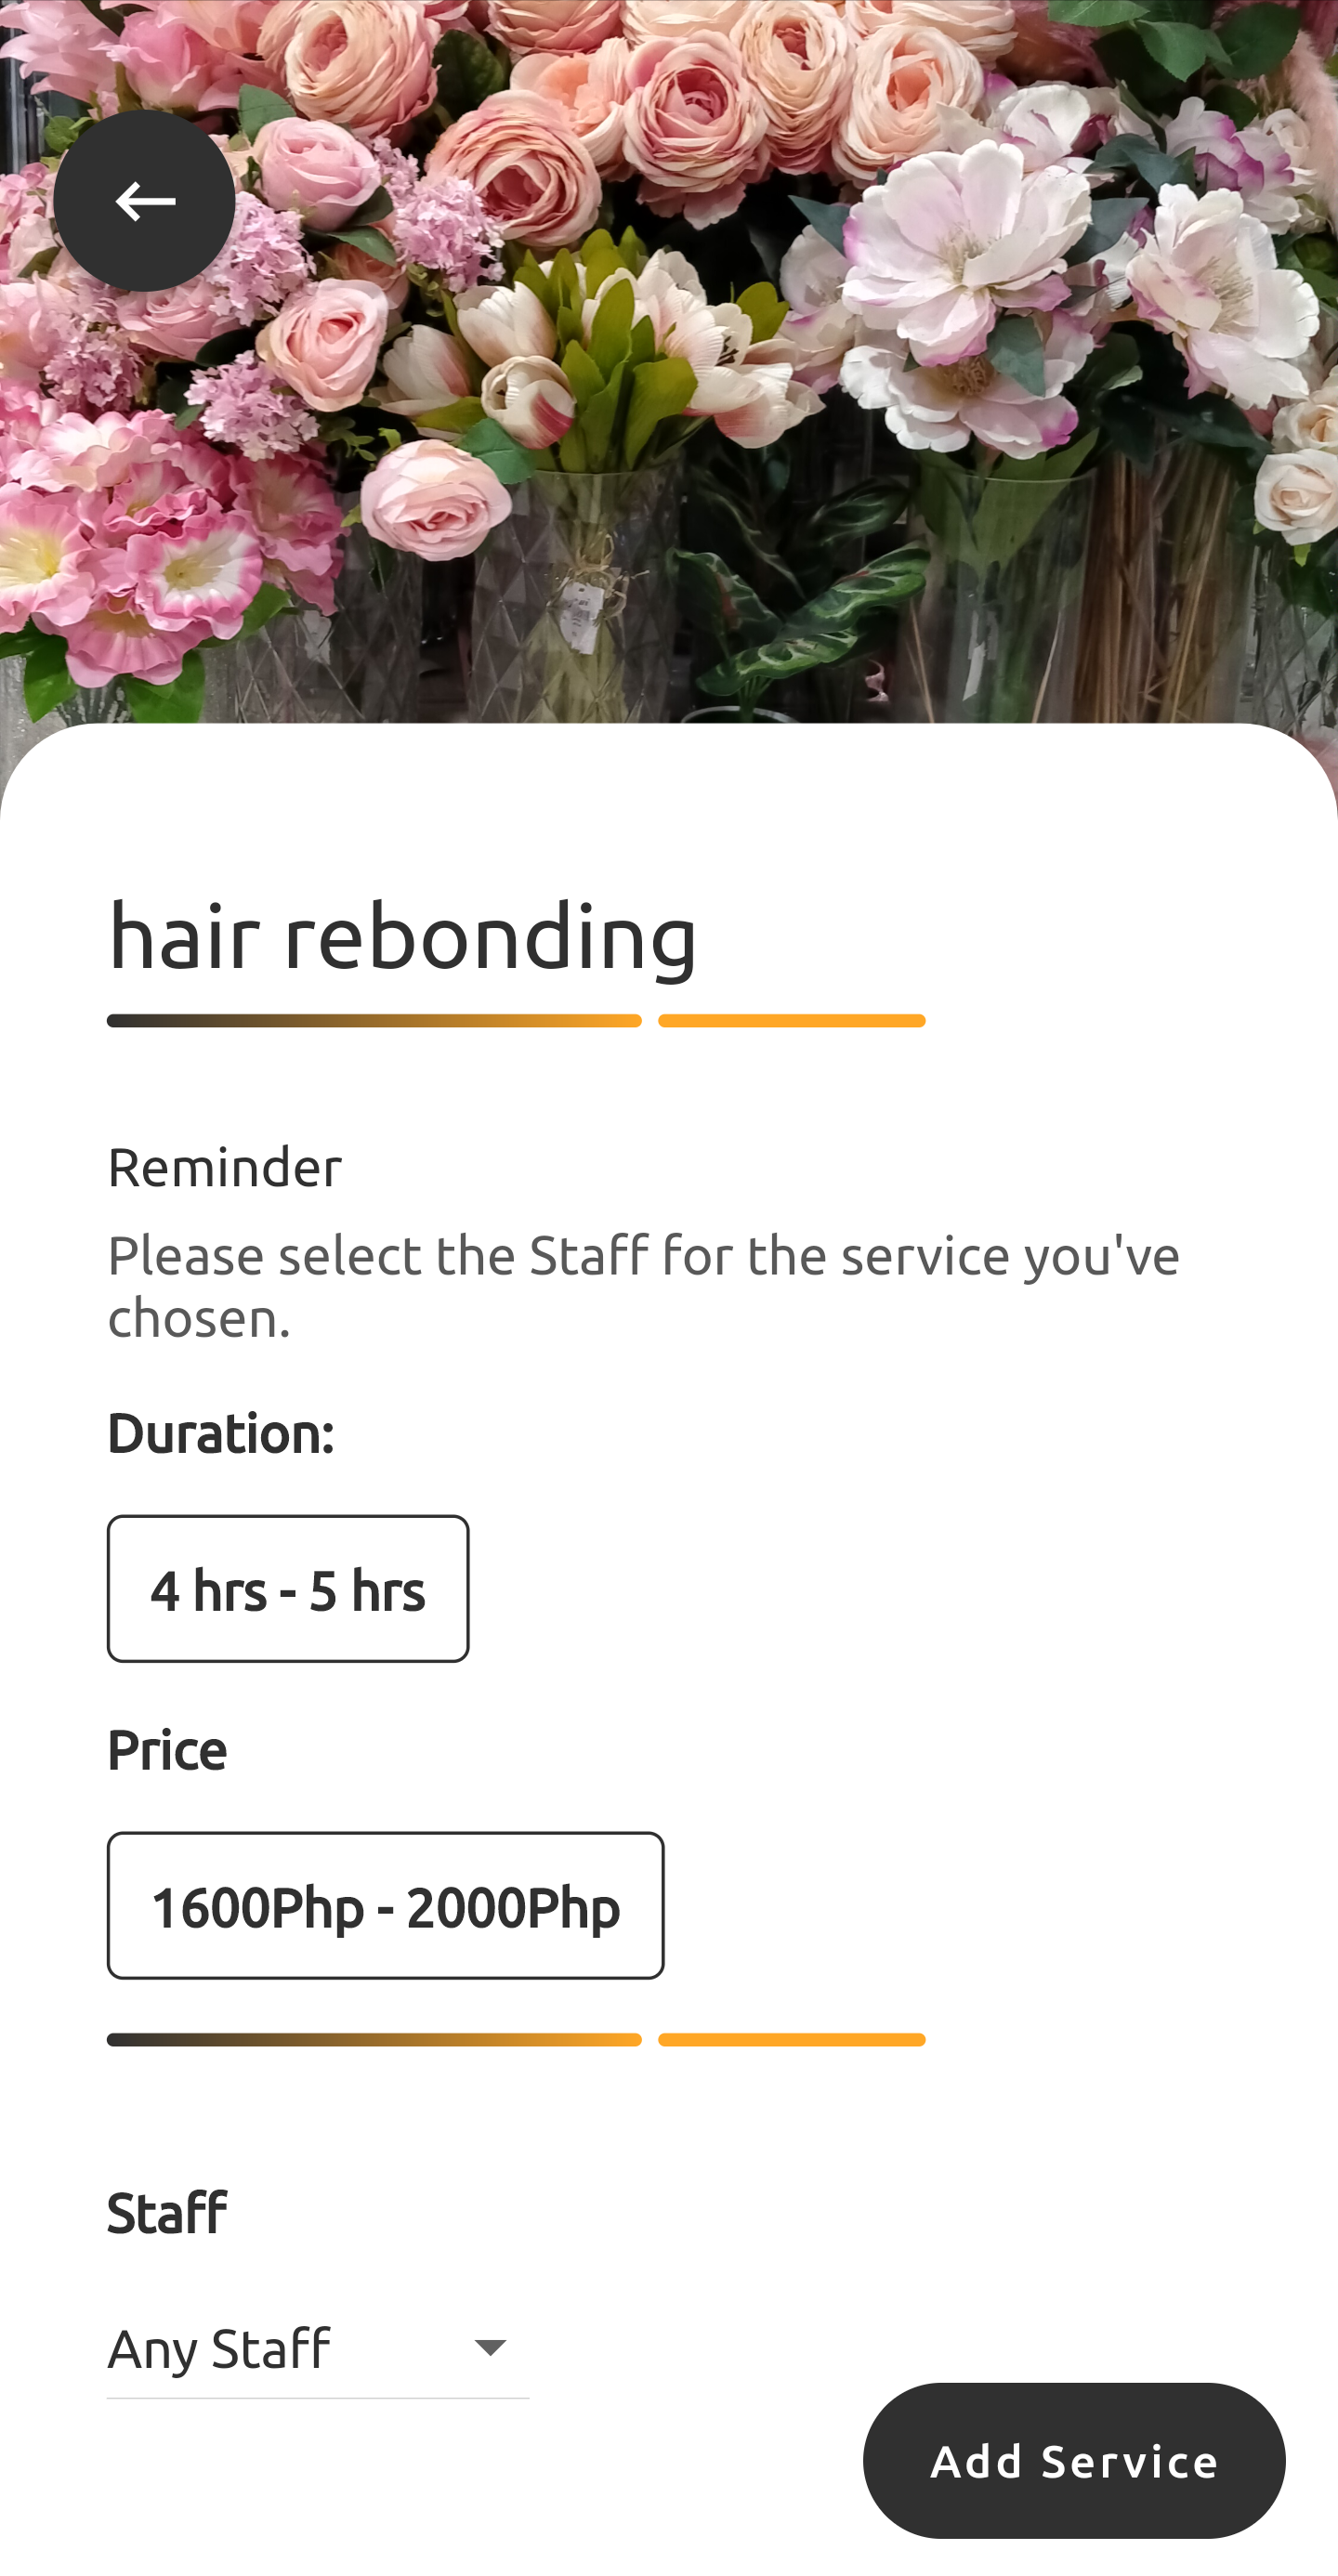 hair rebonding
Reminder
Please select the Staff for the service you've
chosen.
Duration:
4 hrs - 5 hrs
Price
1600Php - 2000Php
Staff
Any Staff
Add Service